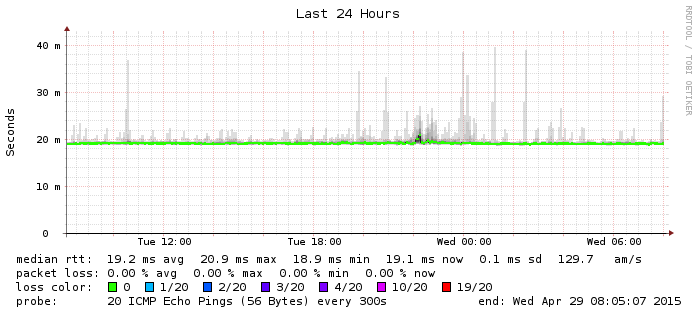 Last 24 Hours
RRDTOOL / TOBI OETIKER
Seconds
40 m
30 m
20 m
10 m
0
Tue 12:00 Tue 18:00 Wed 00:00 Wed 06:00
median rtt: 19.2 ms avg 20.9 ms max 18.9 ms min 19.1 ms now 0.1 ms sd 129.7 am/s
packet loss: 0.00 % avg 0.00 % max 0.00 % min 0.00 % now
loss color: 0 1/20 2/20 3/20 4/20 10/20 19/20
probe: 20 ICMP Echo Pings (56 Bytes) every 300s end: Wed Apr 29 08:05:07 2015